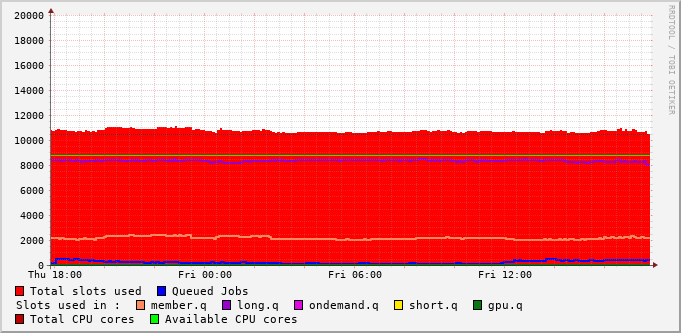 RRDTOOL / TOBI OETIKER
20000
18000
16000
14000
12000
10000
8000
6000
4000
2000
0
Thu 18:00 Fri 00:00 Fri 06:00 Fri 12:00
Total slots used Queued Jobs
Slots used in : member.q long.q ondemand.q short.q gpu.q
Total CPU cores Available CPU cores